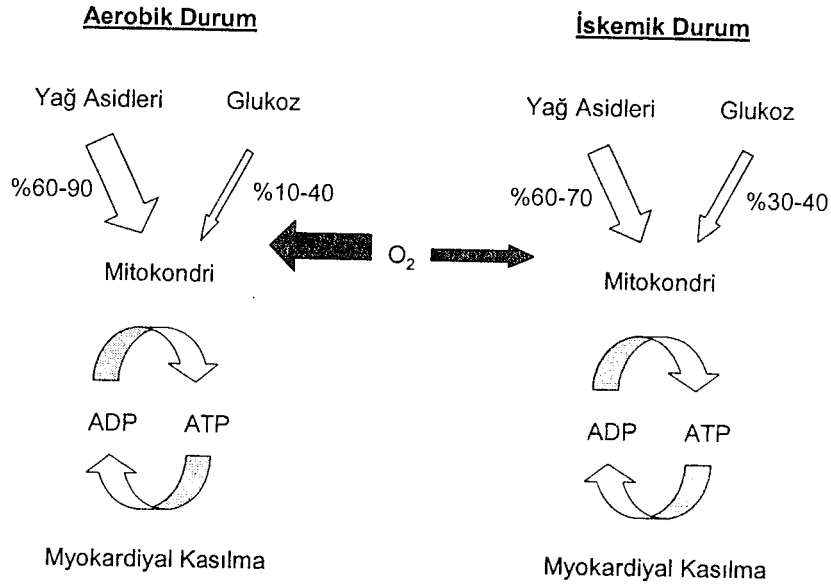 Aerobik Durum
Yağ Asidleri Glukoz
%60-90 %10-40
Mitokondri
ADP ATP
Myokardiyal Kasılma
O₂
İskemik Durum
Yağ Asidleri Glukoz
%60-70 %30-40
Mitokondri
ADP ATP
Myokardiyal Kasılma